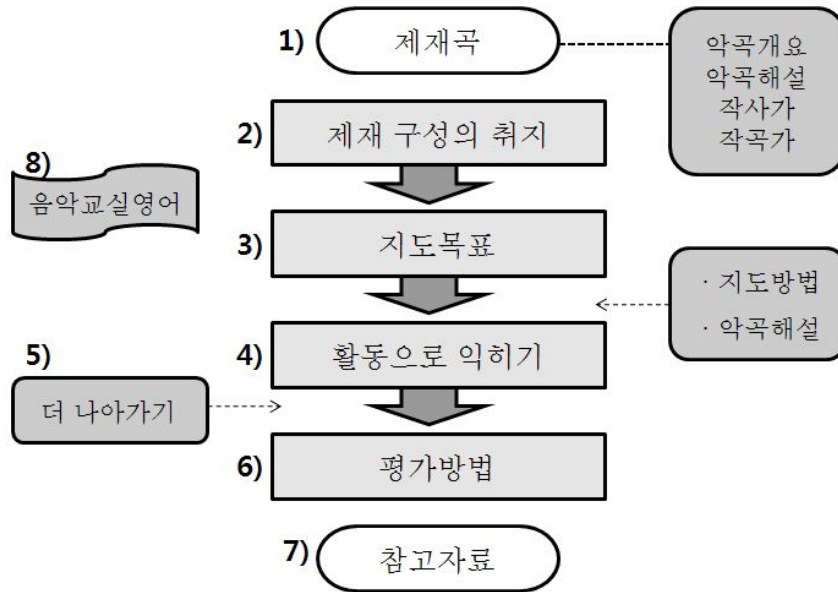 1) 제재곡
악곡개요
악곡해설
작사가
작곡가
2) 제재 구성의 취지
8)
음악교실영어
3) 지도목표
· 지도방법
· 악곡해설
4) 활동으로 익히기
5)
더 나아가기
6) 평가방법
7) 참고자료